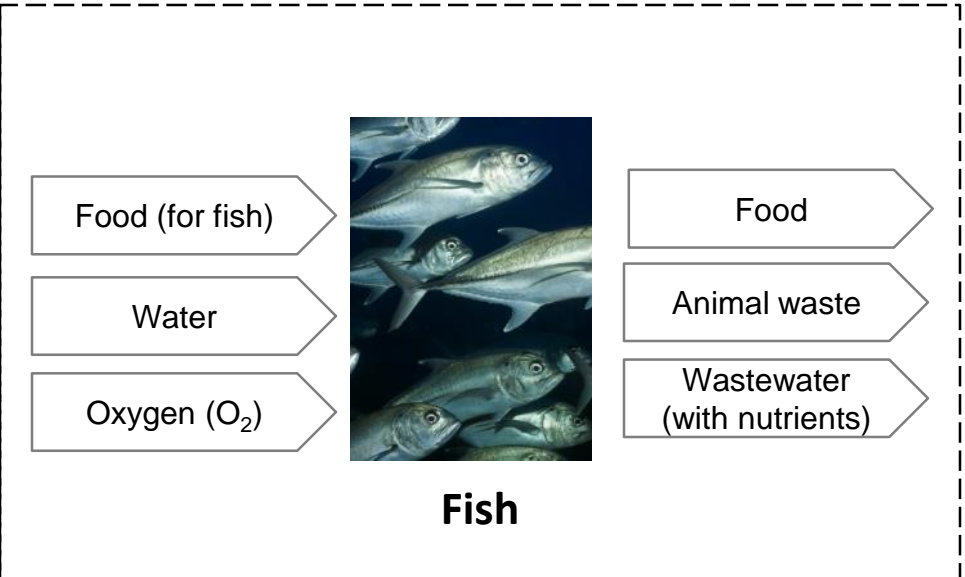 Food (for fish)
Water
Oxygen (O₂)
Food
Animal waste
Wastewater
(with nutrients)
Fish